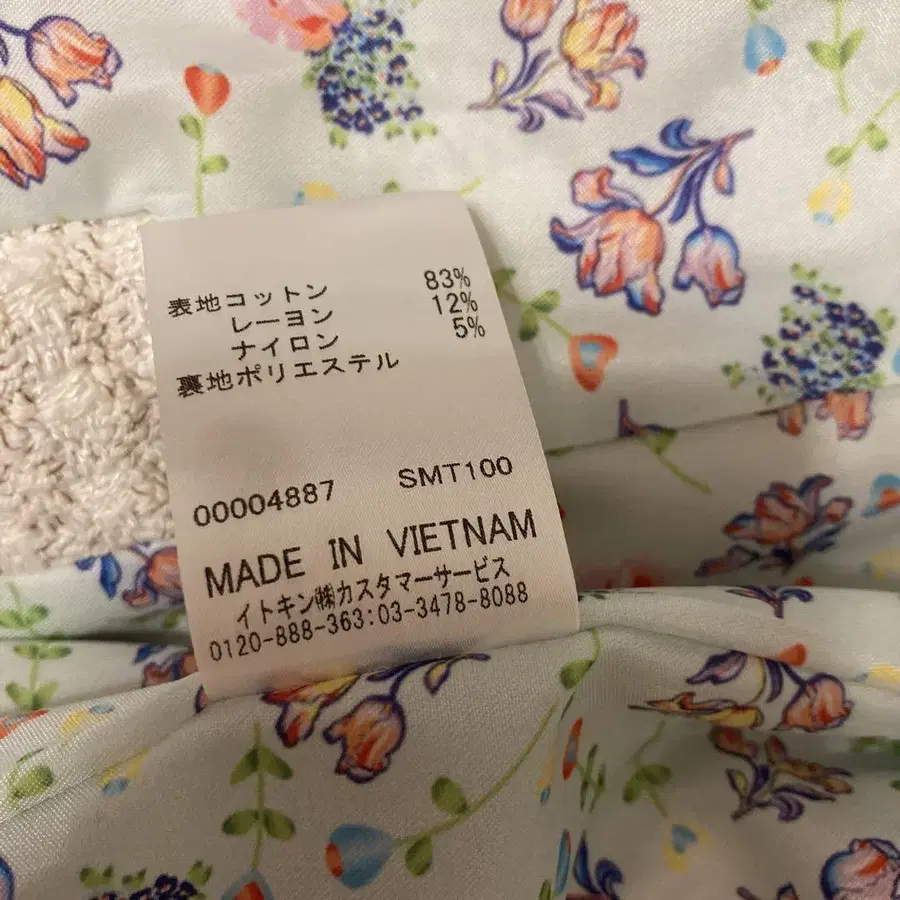 表地コットン 83%
レーヨン 12%
ナイロン 5%
裏地ポリエステル
00004887 SMT100
MADE IN VIETNAM
イトキン㈱カスタマーサービス
0120-888-363:03-3478-8088